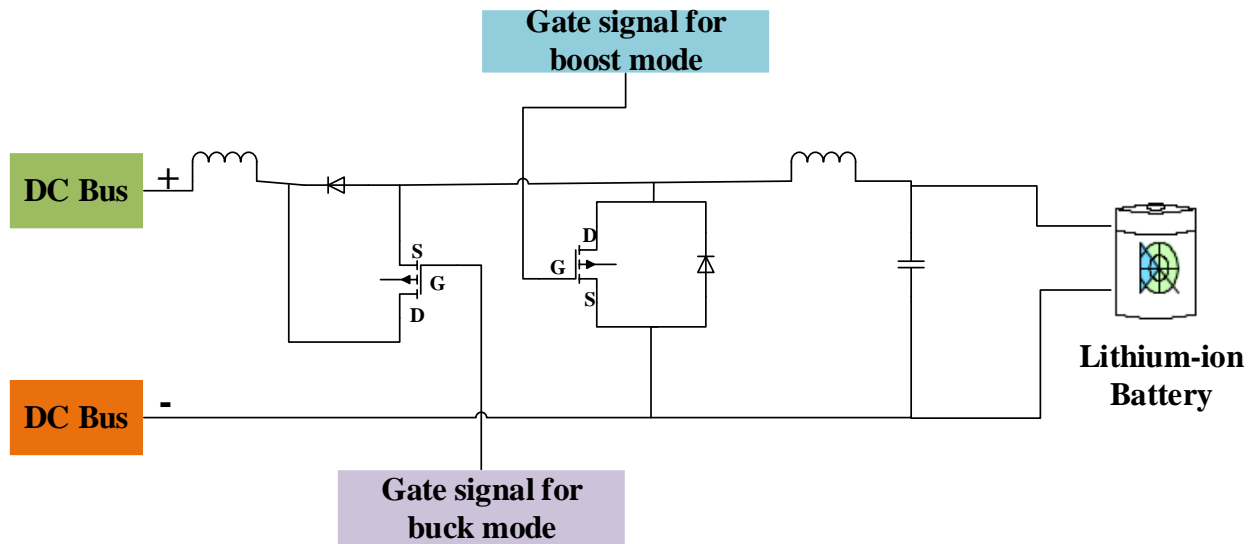 Gate signal for
boost mode
DC Bus
+
S
G
D
D
G
S
DC Bus
-
Lithium-ion
Battery
Gate signal for
buck mode